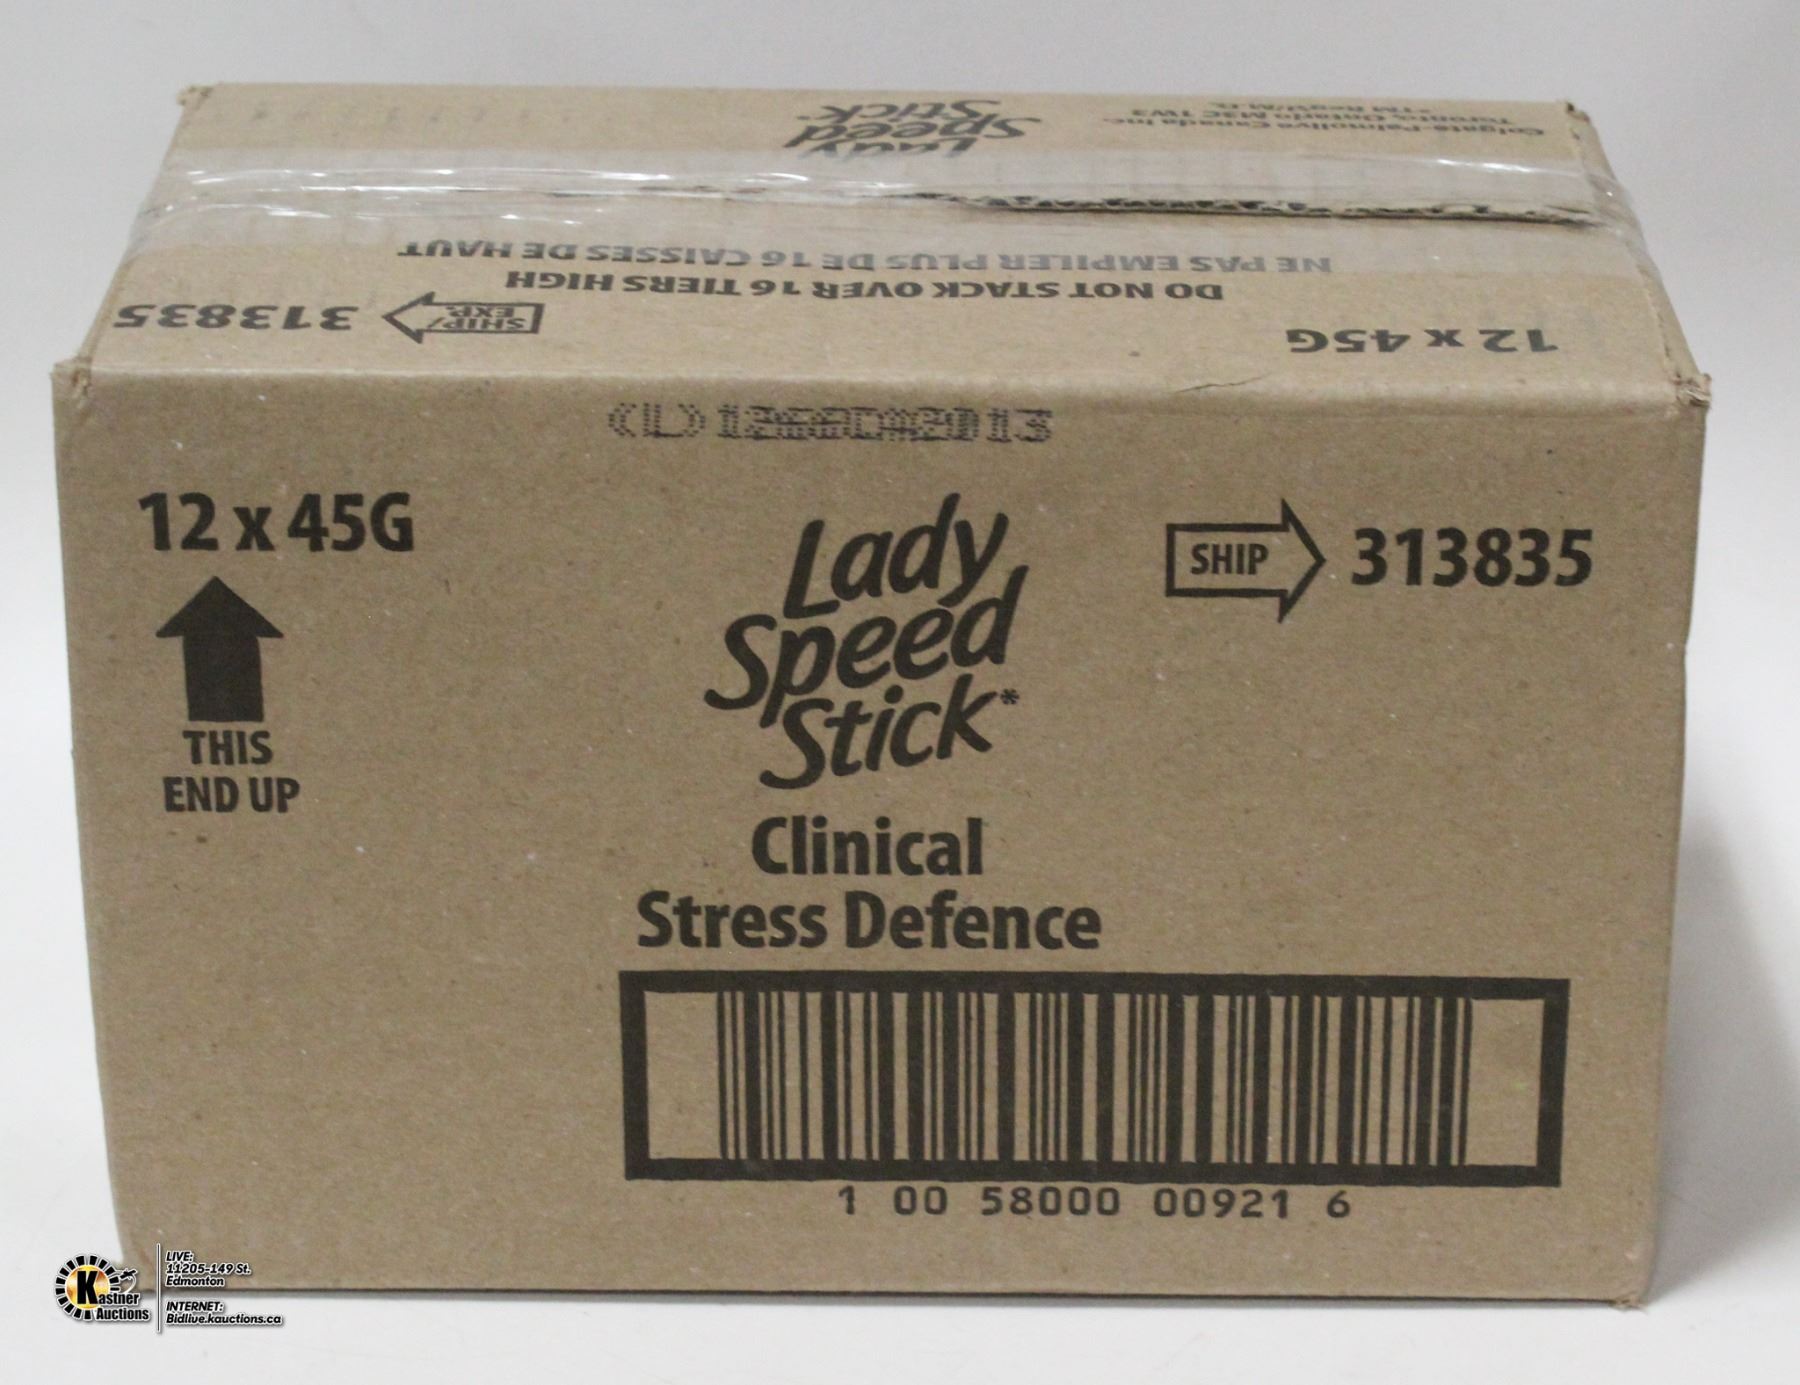 Colgate-Palmolive Canada Inc.
Toronto, Ontario M3C 1W3
*TM Reg'd/M.D.
Lady
Speed
Stick*
NE PAS EMPILER PLUS DE 16 CAISSES DE HAUT
DO NOT STACK OVER 16 TIERS HIGH
12 x 45G
SHIP/
EXP.
313835
(L)
12 x 45G
THIS
END UP
Lady
Speed
Stick*
SHIP
313835
Clinical
Stress Defence
1 00 58000 00921 6
Kastner
Auctions
LIVE:
11205-149 St.
Edmonton
INTERNET:
Bidlive.kauctions.ca